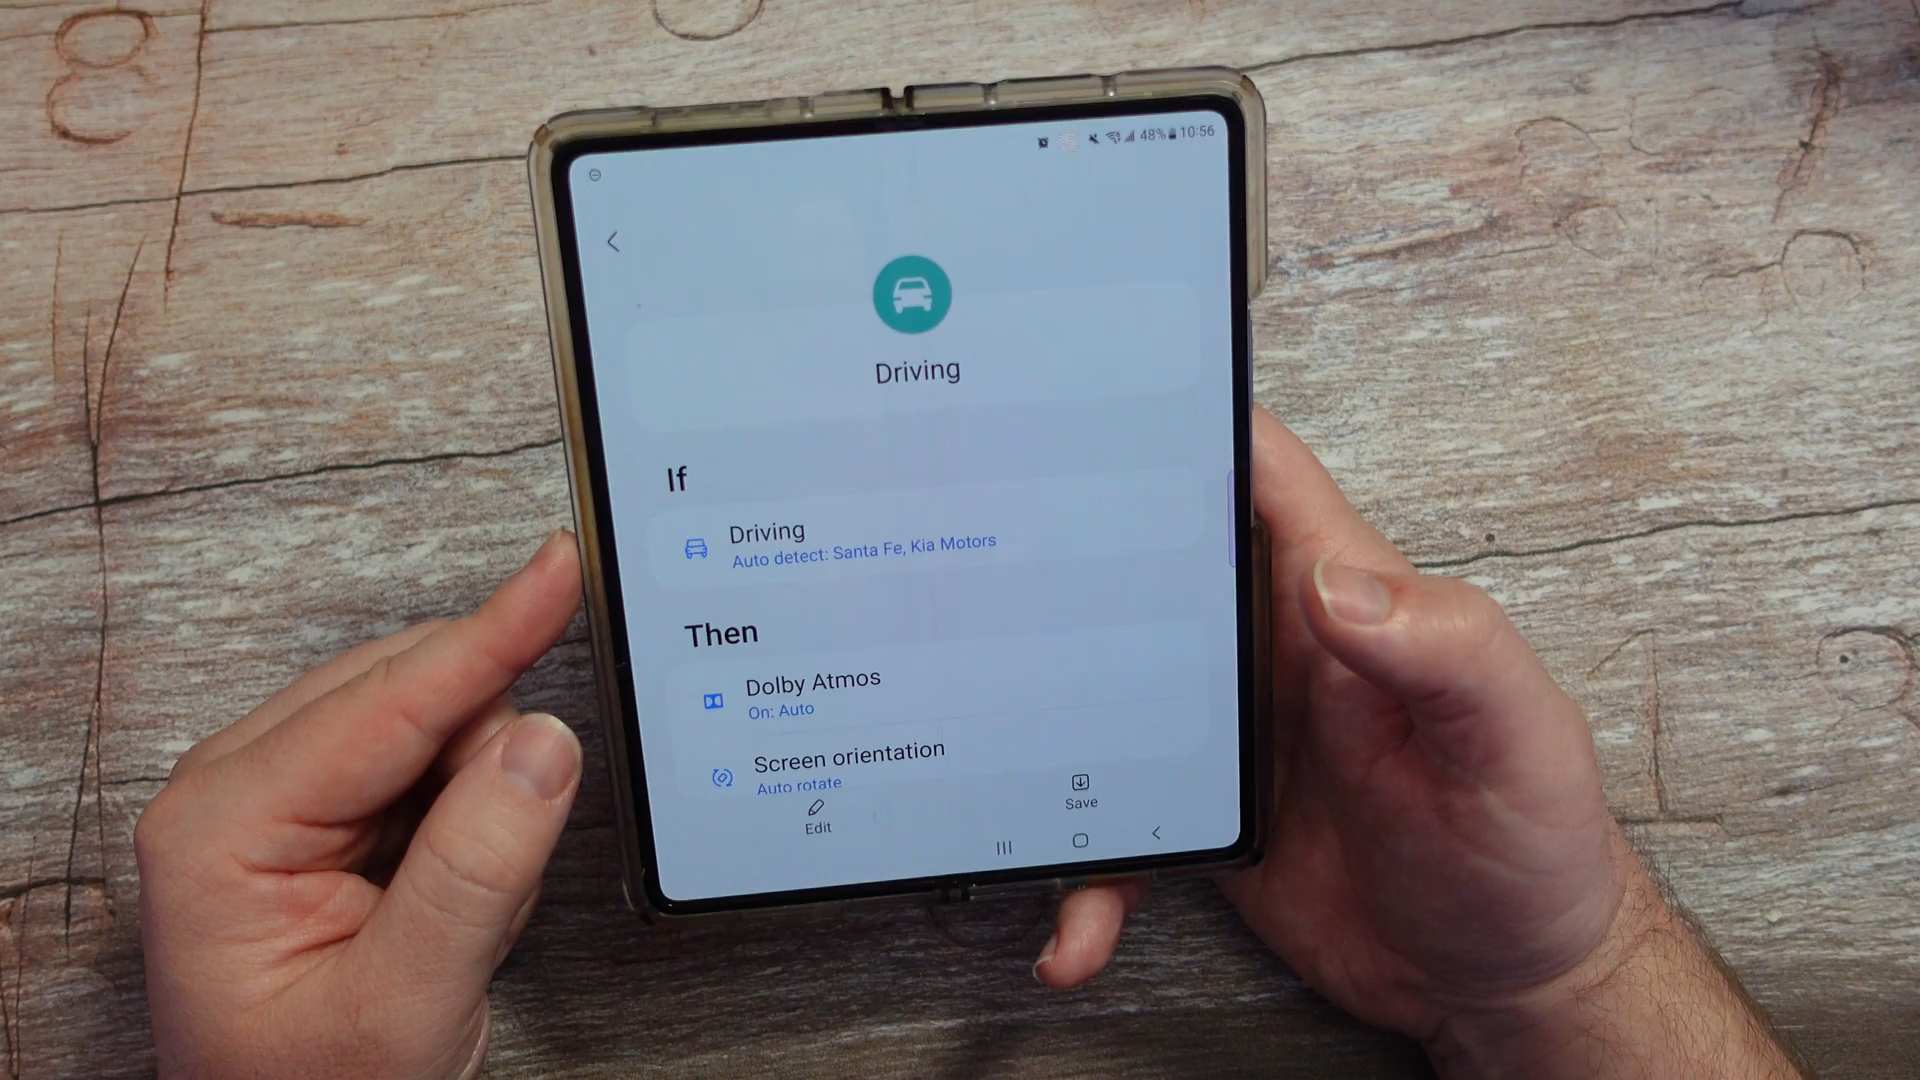 48% 10:56
Driving
If
Driving
Auto detect: Santa Fe, Kia Motors
Then
Dolby Atmos
On: Auto
Screen orientation
Auto rotate
Edit
Save